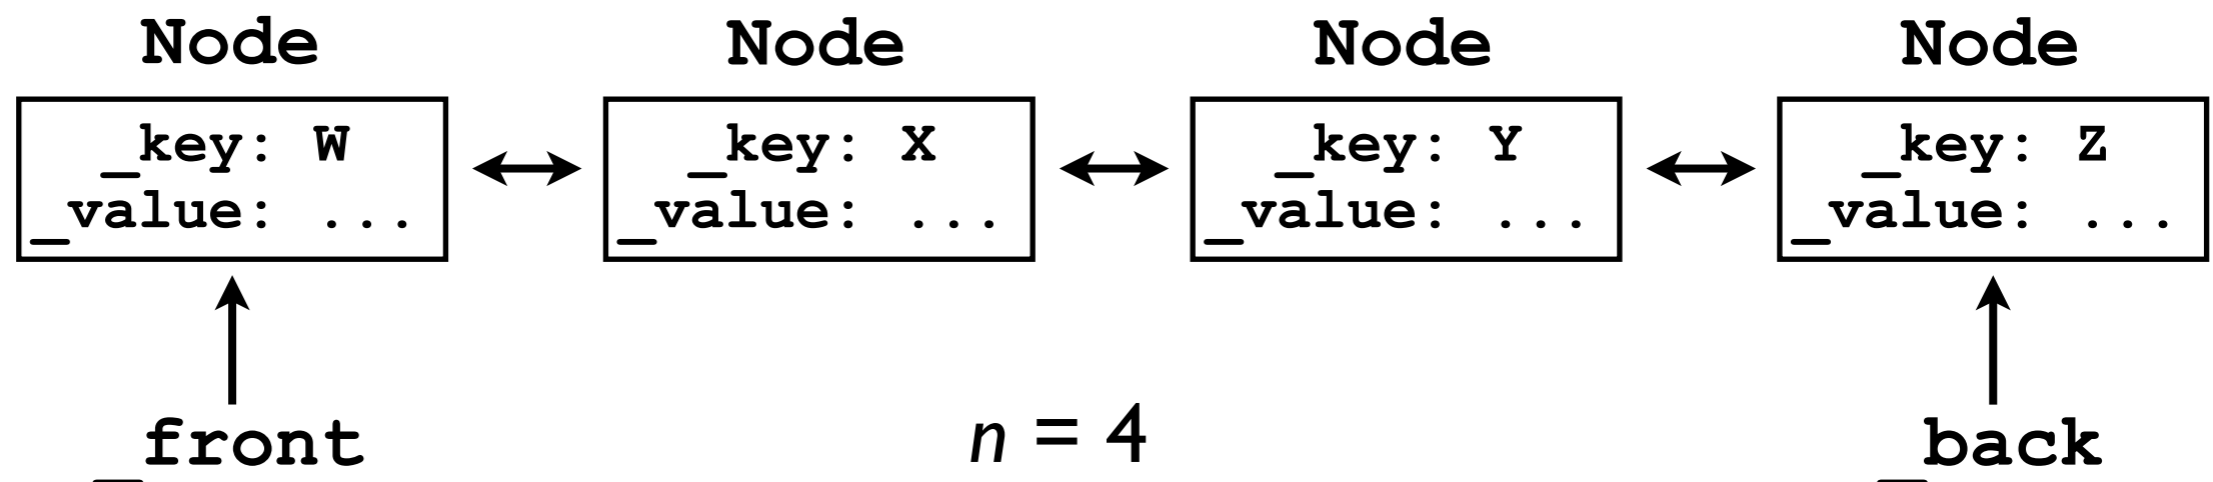 Node Node Node Node
_key: W _key: X _key: Y _key: Z
_value: ... _value: ... _value: ... _value: ...
_front n = 4 _back